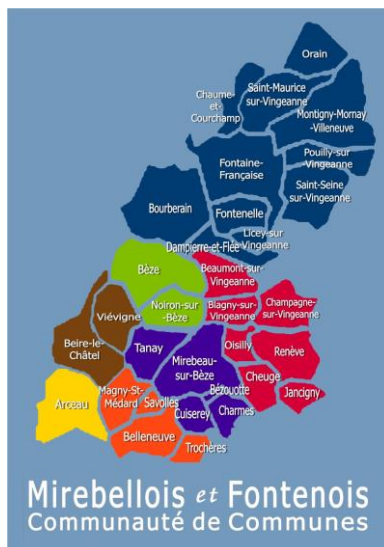 Orain
Saint-Maurice
sur-Vingeanne
Chaume-
et-
Courchamp
Montigny-Mornay
-Villeneuve
Pouilly-sur
-Vingeanne
Fontaine-
Française
Saint-Seine
sur-Vingeanne
Bourberain
Fontenelle
Licey-sur
-Vingeanne
Dampierre-et-Flée
Bèze
Beaumont-sur-
Vingeanne
Noiron-sur
-Bèze
Blagny-sur-
Vingeanne
Champagne-
sur-Vingeanne
Viévigne
Beire-le-
Châtel
Tanay
Mirebeau-
sur-Bèze
Oisilly
Renève
Bézouotte
Cheuge
Jancigny
Arceau
Magny-St-
Médard
Savolles
Cuiserey
Charmes
Belleneuve
Trochères
Mirebellois et Fontenois
Communauté de Communes